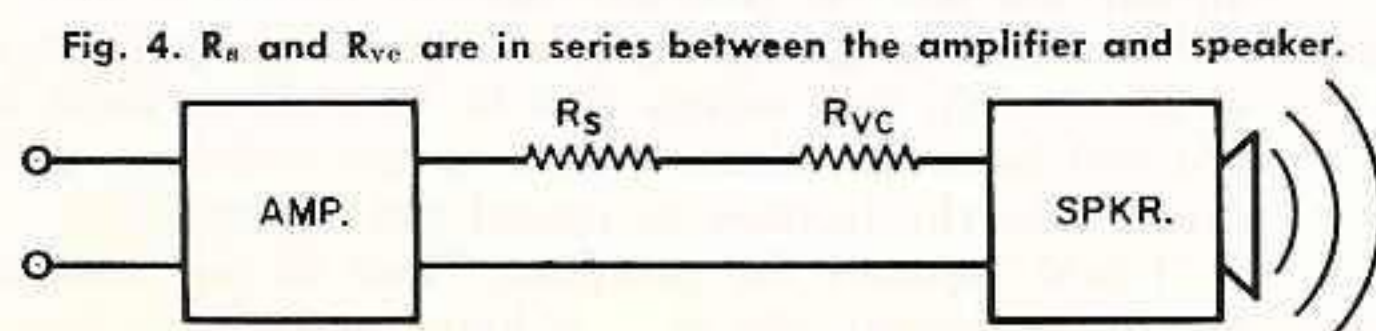 Fig. 4. Rs and Rvc are in series between the amplifier and speaker.
RS RVC
AMP. SPKR.